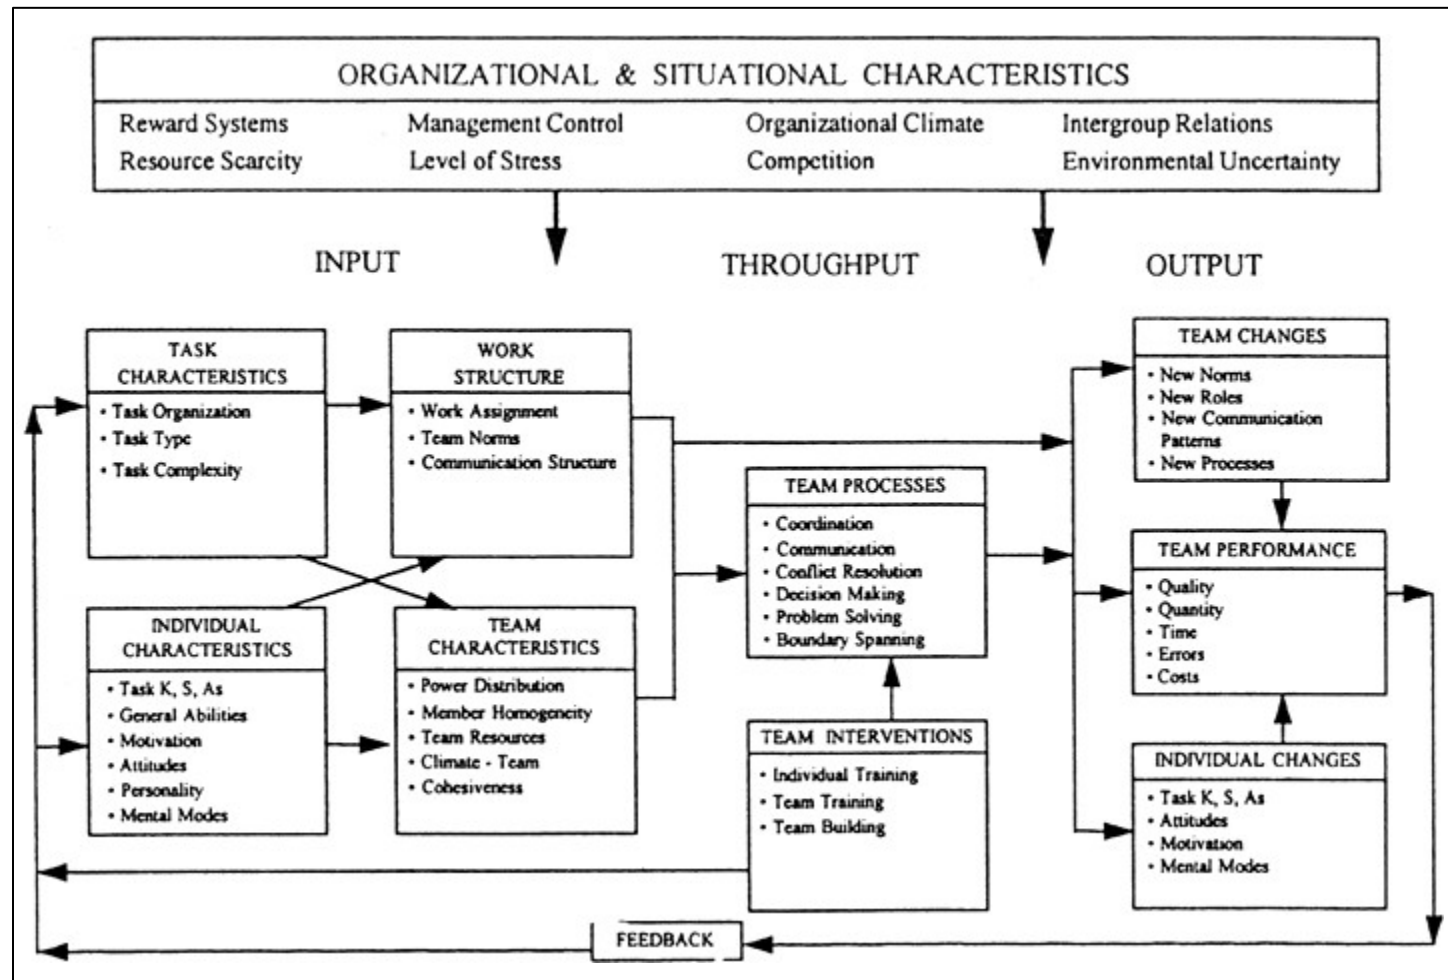 ORGANIZATIONAL & SITUATIONAL CHARACTERISTICS
Reward Systems Management Control Organizational Climate Intergroup Relations
Resource Scarcity Level of Stress Competition Environmental Uncertainty
INPUT THROUGHPUT OUTPUT
TASK
CHARACTERISTICS
• Task Organization
• Task Type
• Task Complexity
WORK
STRUCTURE
• Work Assignment
• Team Norms
• Communication Structure
INDIVIDUAL
CHARACTERISTICS
• Task K, S, As
• General Abilities
• Motivation
• Attitudes
• Personality
• Mental Modes
TEAM
CHARACTERISTICS
• Power Distribution
• Member Homogeneity
• Team Resources
• Climate - Team
• Cohesiveness
TEAM PROCESSES
• Coordination
• Communication
• Conflict Resolution
• Decision Making
• Problem Solving
• Boundary Spanning
TEAM INTERVENTIONS
• Individual Training
• Team Training
• Team Building
TEAM CHANGES
• New Norms
• New Roles
• New Communication
Patterns
• New Processes
TEAM PERFORMANCE
• Quality
• Quantity
• Time
• Errors
• Costs
INDIVIDUAL CHANGES
• Task K, S, As
• Attitudes
• Motivation
• Mental Modes
FEEDBACK